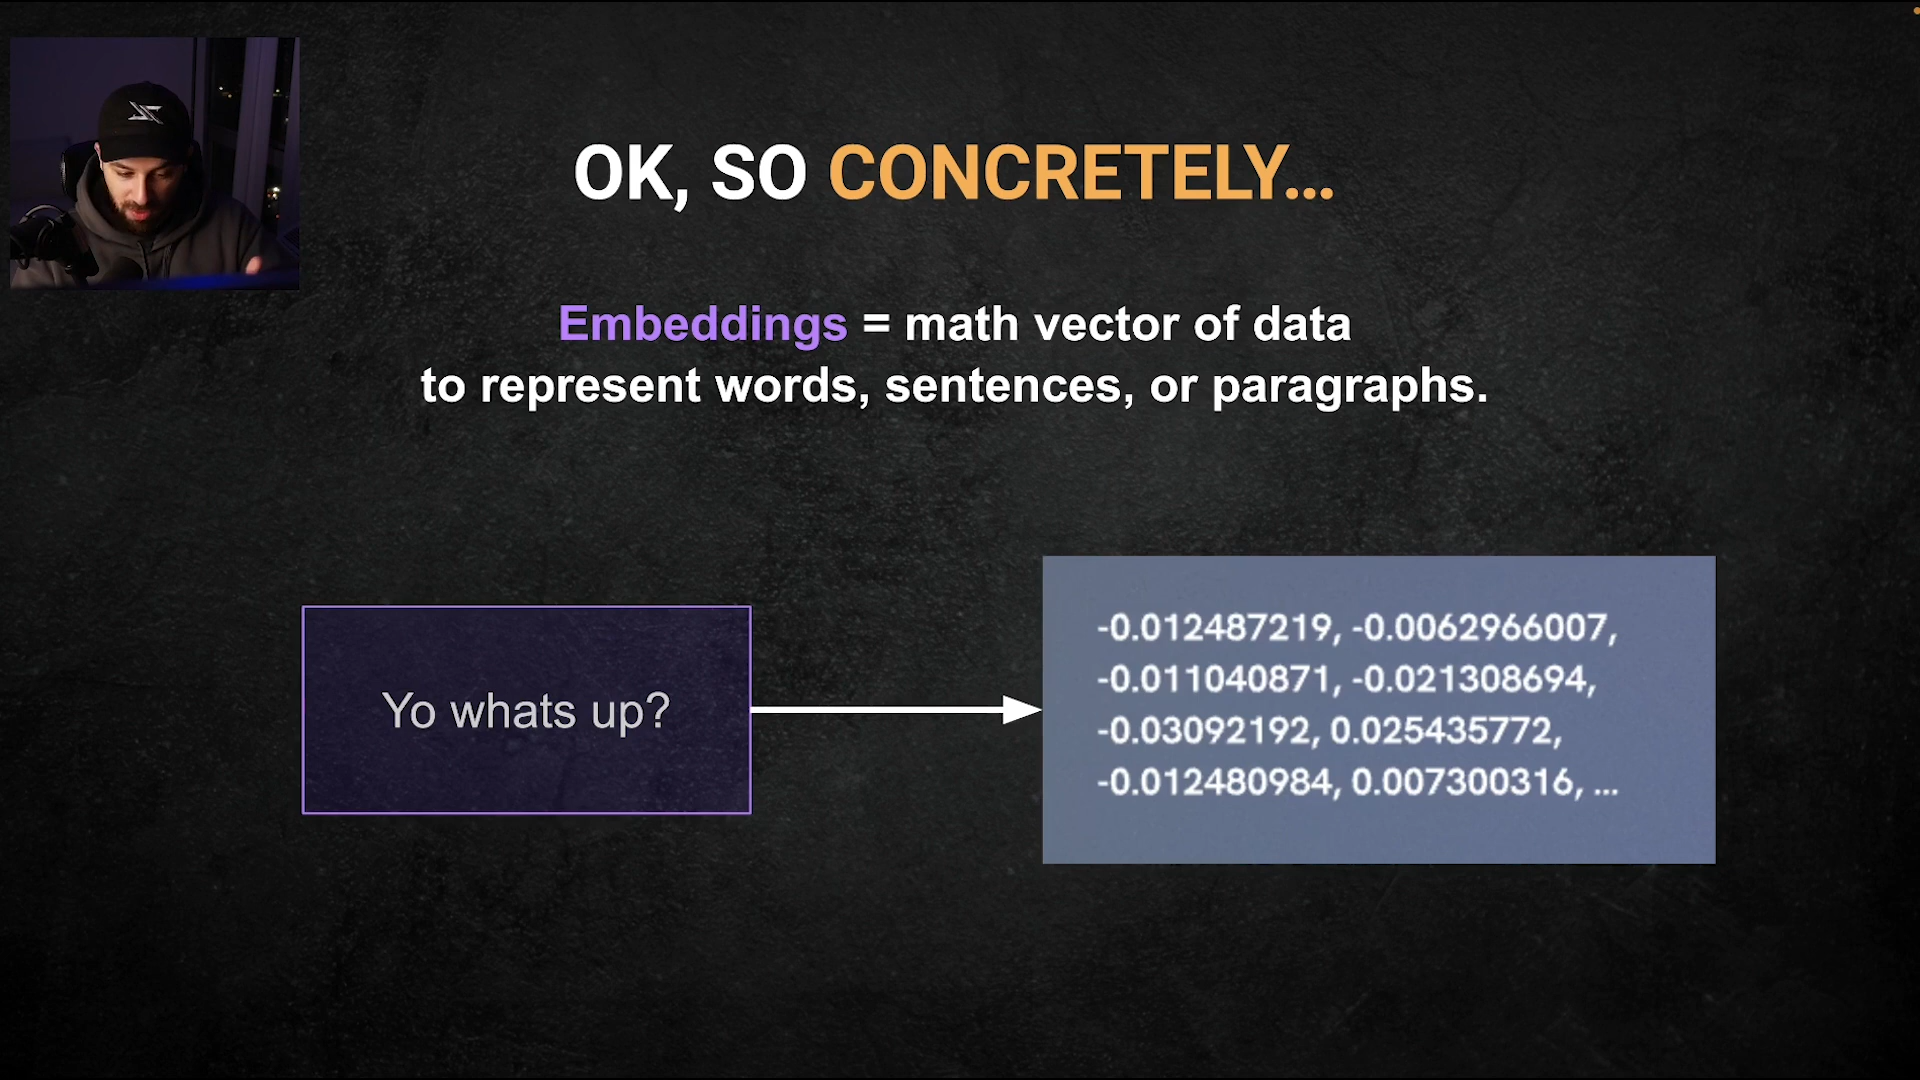 OK, SO CONCRETELY...
Embeddings = math vector of data
to represent words, sentences, or paragraphs.
Yo whats up?
-0.012487219, -0.0062966007,
-0.011040871, -0.021308694,
-0.03092192, 0.025435772,
-0.012480984, 0.007300316, ...